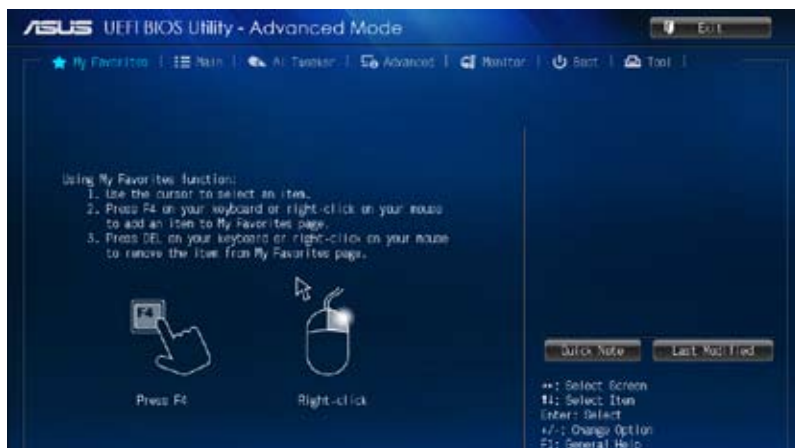 ASUS UEFI BIOS Utility - Advanced Mode
Exit
My Favorites | Main | Ai Tweaker | Advanced | Monitor | Boot | Tool |
Using My Favorites function:
1. Use the cursor to select an item.
2. Press F4 on your keyboard or right-click on your mouse
to add an item to My Favorites page.
3. Press DEL on your keyboard or right-click on your mouse
to remove the item from My Favorites page.
F4
Press F4
Right-click
Quick Note
Last Modified
→←: Select Screen
↑↓: Select Item
Enter: Select
+/-: Change Option
F1: General Help